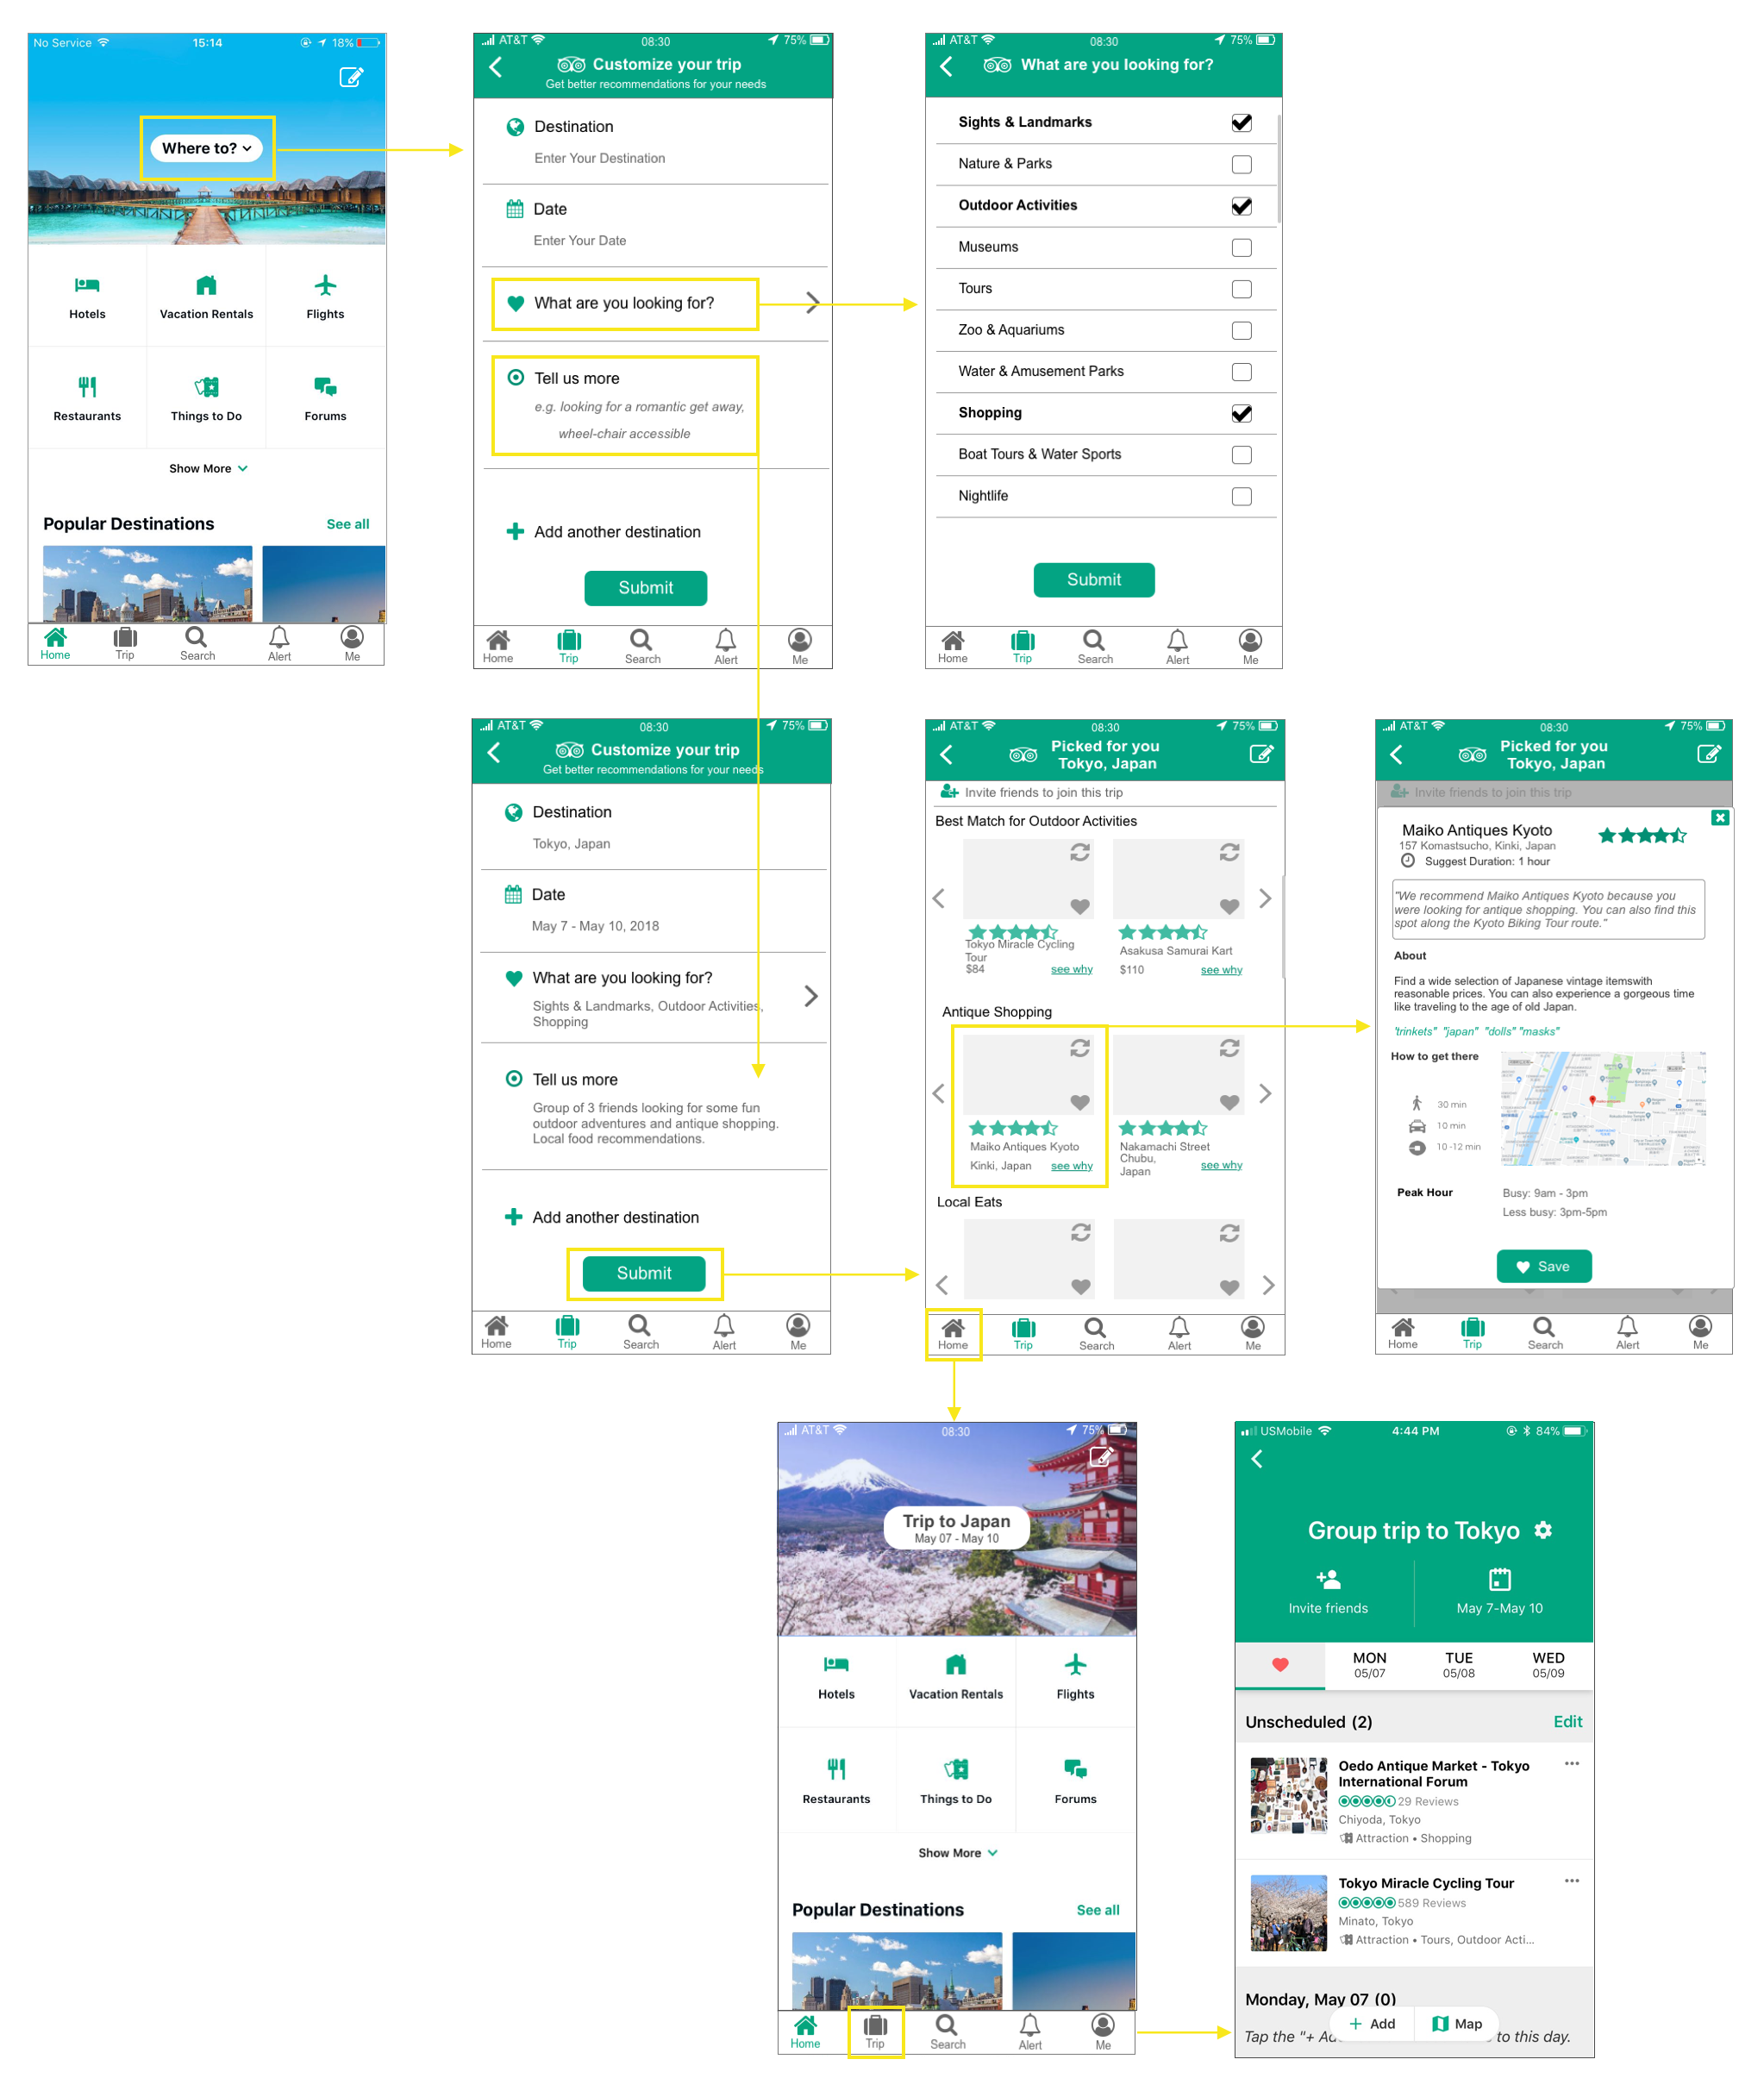 No Service 15:14 18%
Where to?
Hotels Vacation Rentals Flights
Restaurants Things to Do Forums
Show More
Popular Destinations See all
Home Trip Search Alert Me
AT&T 08:30 75%
Customize your trip
Get better recommendations for your needs
Destination
Enter Your Destination
Date
Enter Your Date
What are you looking for?
Tell us more
e.g. looking for a romantic get away,
wheel-chair accessible
Add another destination
Submit
Home Trip Search Alert Me
AT&T 08:30 75%
What are you looking for?
Sights & Landmarks
Nature & Parks
Outdoor Activities
Museums
Tours
Zoo & Aquariums
Water & Amusement Parks
Shopping
Boat Tours & Water Sports
Nightlife
Submit
Home Trip Search Alert Me
AT&T 08:30 75%
Customize your trip
Get better recommendations for your needs
Destination
Tokyo, Japan
Date
May 7 - May 10, 2018
What are you looking for?
Sights & Landmarks, Outdoor Activities,
Shopping
Tell us more
Group of 3 friends looking for some fun
outdoor adventures and antique shopping.
Local food recommendations.
Add another destination
Submit
Home Trip Search Alert Me
AT&T 08:30 75%
Picked for you
Tokyo, Japan
Invite friends to join this trip
Best Match for Outdoor Activities
Tokyo Miracle Cycling
Tour
$84 see why
Asakusa Samurai Kart
$110 see why
Antique Shopping
Maiko Antiques Kyoto
Kinki, Japan see why
Nakamachi Street
Chubu,
Japan see why
Local Eats
Home Trip Search Alert Me
AT&T 08:30 75%
Picked for you
Tokyo, Japan
Invite friends to join this trip
Maiko Antiques Kyoto
157 Komastsucho, Kinki, Japan
Suggest Duration: 1 hour
"We recommend Maiko Antiques Kyoto because you
were looking for antique shopping. You can also find this
spot along the Kyoto Biking Tour route."
About
Find a wide selection of Japanese vintage itemswith
reasonable prices. You can also experience a gorgeous time
like traveling to the age of old Japan.
'trinkets" "japan" "dolls" "masks"
How to get there
30 min
10 min
10 -12 min
Peak Hour Busy: 9am - 3pm
Less busy: 3pm-5pm
Save
Home Trip Search Alert Me
AT&T 08:30 75%
Trip to Japan
May 07 - May 10
Hotels Vacation Rentals Flights
Restaurants Things to Do Forums
Show More
Popular Destinations See all
Home Trip Search Alert Me
USMobile 4:44 PM 84%
Group trip to Tokyo
Invite friends May 7-May 10
MON TUE WED
05/07 05/08 05/09
Unscheduled (2) Edit
Oedo Antique Market - Tokyo
International Forum
29 Reviews
Chiyoda, Tokyo
Attraction • Shopping
Tokyo Miracle Cycling Tour
589 Reviews
Minato, Tokyo
Attraction • Tours, Outdoor Acti...
Monday, May 07 (0)
+ Add Map
Tap the "+ Ad to this day.